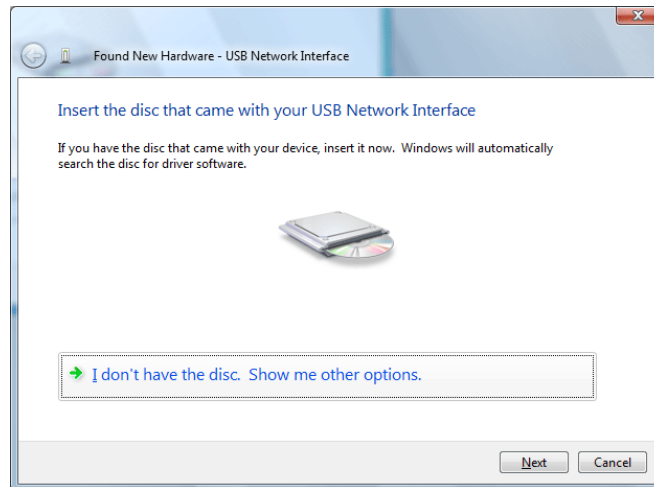 Found New Hardware - USB Network Interface
Insert the disc that came with your USB Network Interface
If you have the disc that came with your device, insert it now.  Windows will automatically
search the disc for driver software.
I don't have the disc.  Show me other options.
Next
Cancel